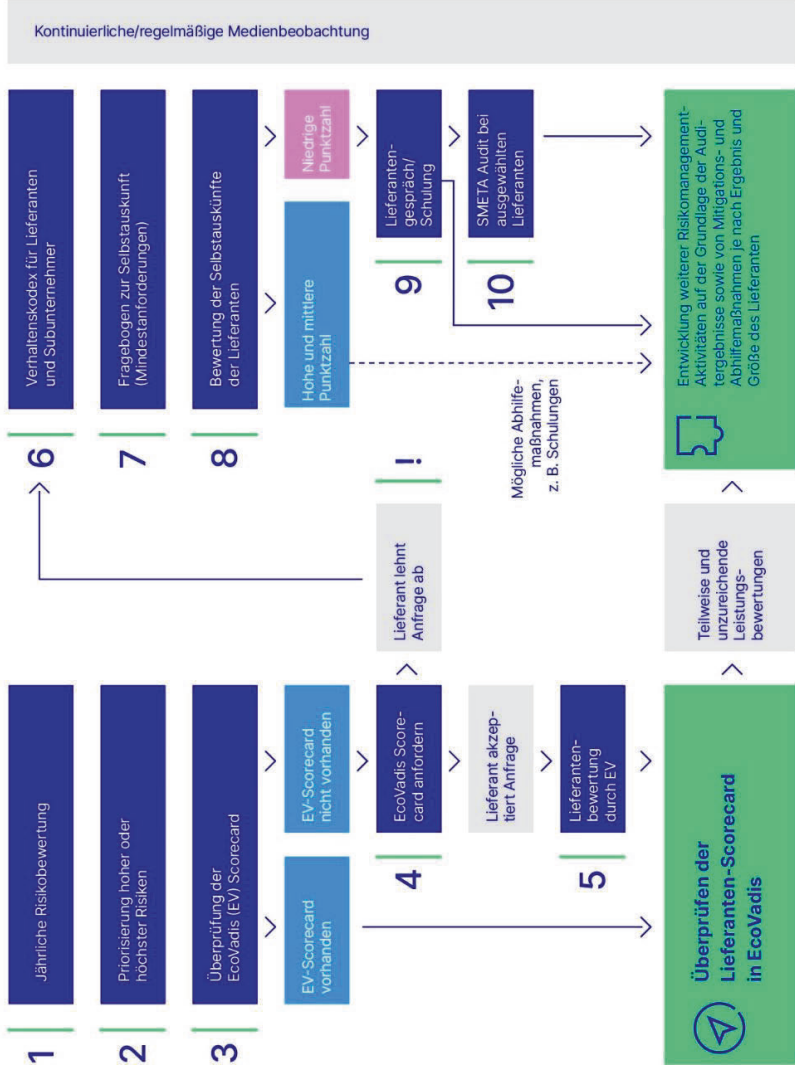 Kontinuierliche/regelmäßige Medienbeobachtung
1
Jährliche Risikobewertung
2
Priorisierung hoher oder
höchster Risiken
3
Überprüfung der
EcoVadis (EV) Scorecard
EV-Scorecard
vorhanden
EV-Scorecard
nicht vorhanden
4
EcoVadis Score-
card anfordern
Lieferant lehnt
Anfrage ab
!
Lieferant akzep-
tiert Anfrage
5
Lieferanten-
bewertung
durch EV
Überprüfen der
Lieferanten-Scorecard
in EcoVadis
Teilweise und
unzureichende
Leistungs-
bewertungen
6
Verhaltenskodex für Lieferanten
und Subunternehmer
7
Fragebogen zur Selbstauskunft
(Mindestanforderungen)
8
Bewertung der Selbstauskünfte
der Lieferanten
Hohe und mittlere
Punktzahl
Niedrige
Punktzahl
Mögliche Abhilfe-
maßnahmen,
z. B. Schulungen
9
Lieferanten-
gespräch/
Schulung
10
SMETA Audit bei
ausgewählten
Lieferanten
Entwicklung weiterer Risikomanagement-
Aktivitäten auf der Grundlage der Audi-
tergebnisse sowie von Mitigations- und
Abhilfemaßnahmen je nach Ergebnis und
Größe des Lieferanten